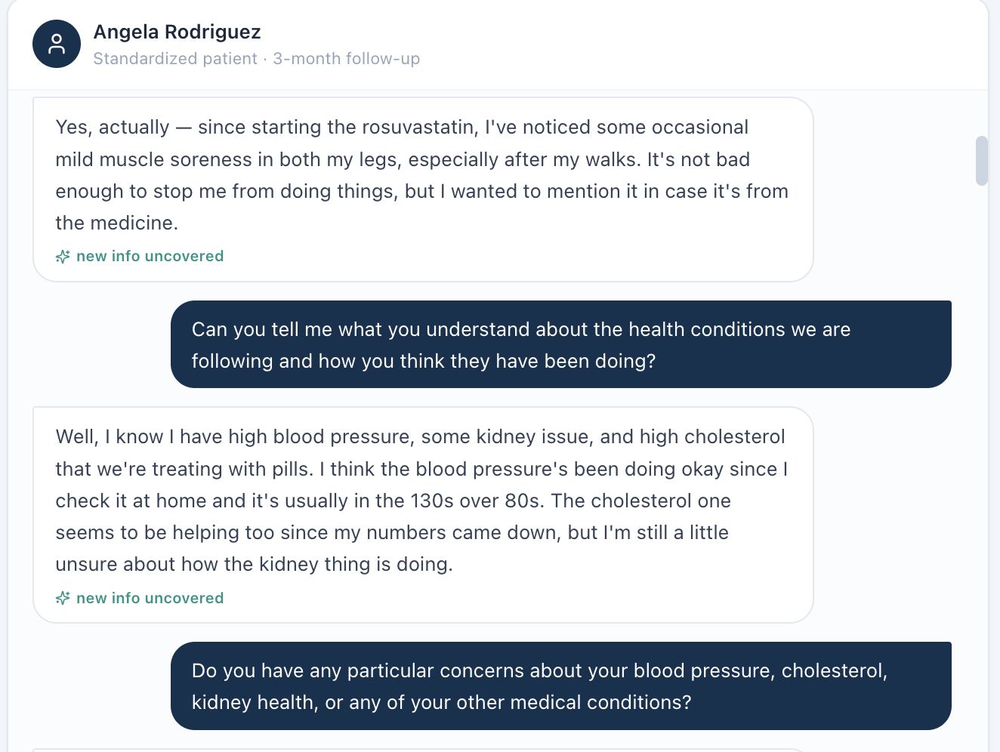 Angela Rodriguez
Standardized patient · 3-month follow-up
Yes, actually — since starting the rosuvastatin, I've noticed some occasional
mild muscle soreness in both my legs, especially after my walks. It's not bad
enough to stop me from doing things, but I wanted to mention it in case it's from
the medicine.
new info uncovered
Can you tell me what you understand about the health conditions we are
following and how you think they have been doing?
Well, I know I have high blood pressure, some kidney issue, and high cholesterol
that we're treating with pills. I think the blood pressure's been doing okay since I
check it at home and it's usually in the 130s over 80s. The cholesterol one
seems to be helping too since my numbers came down, but I'm still a little
unsure about how the kidney thing is doing.
new info uncovered
Do you have any particular concerns about your blood pressure, cholesterol,
kidney health, or any of your other medical conditions?